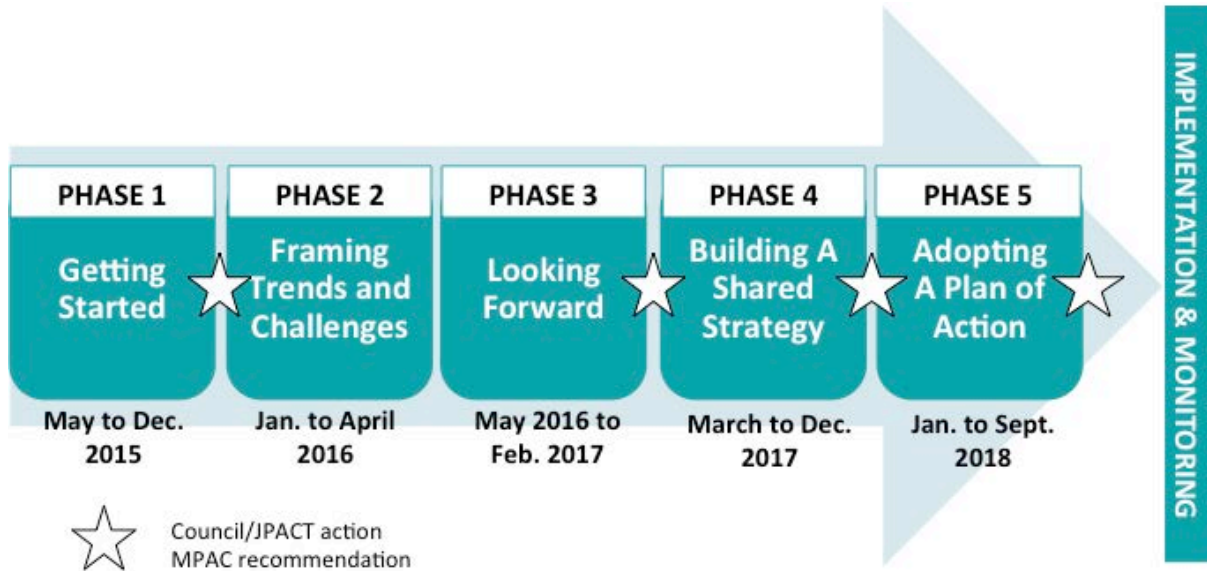 PHASE 1
Getting
Started
May to Dec.
2015
PHASE 2
Framing
Trends and
Challenges
Jan. to April
2016
PHASE 3
Looking
Forward
May 2016 to
Feb. 2017
PHASE 4
Building A
Shared
Strategy
March to Dec.
2017
PHASE 5
Adopting
A Plan of
Action
Jan. to Sept.
2018
IMPLEMENTATION & MONITORING
Council/JPACT action
MPAC recommendation